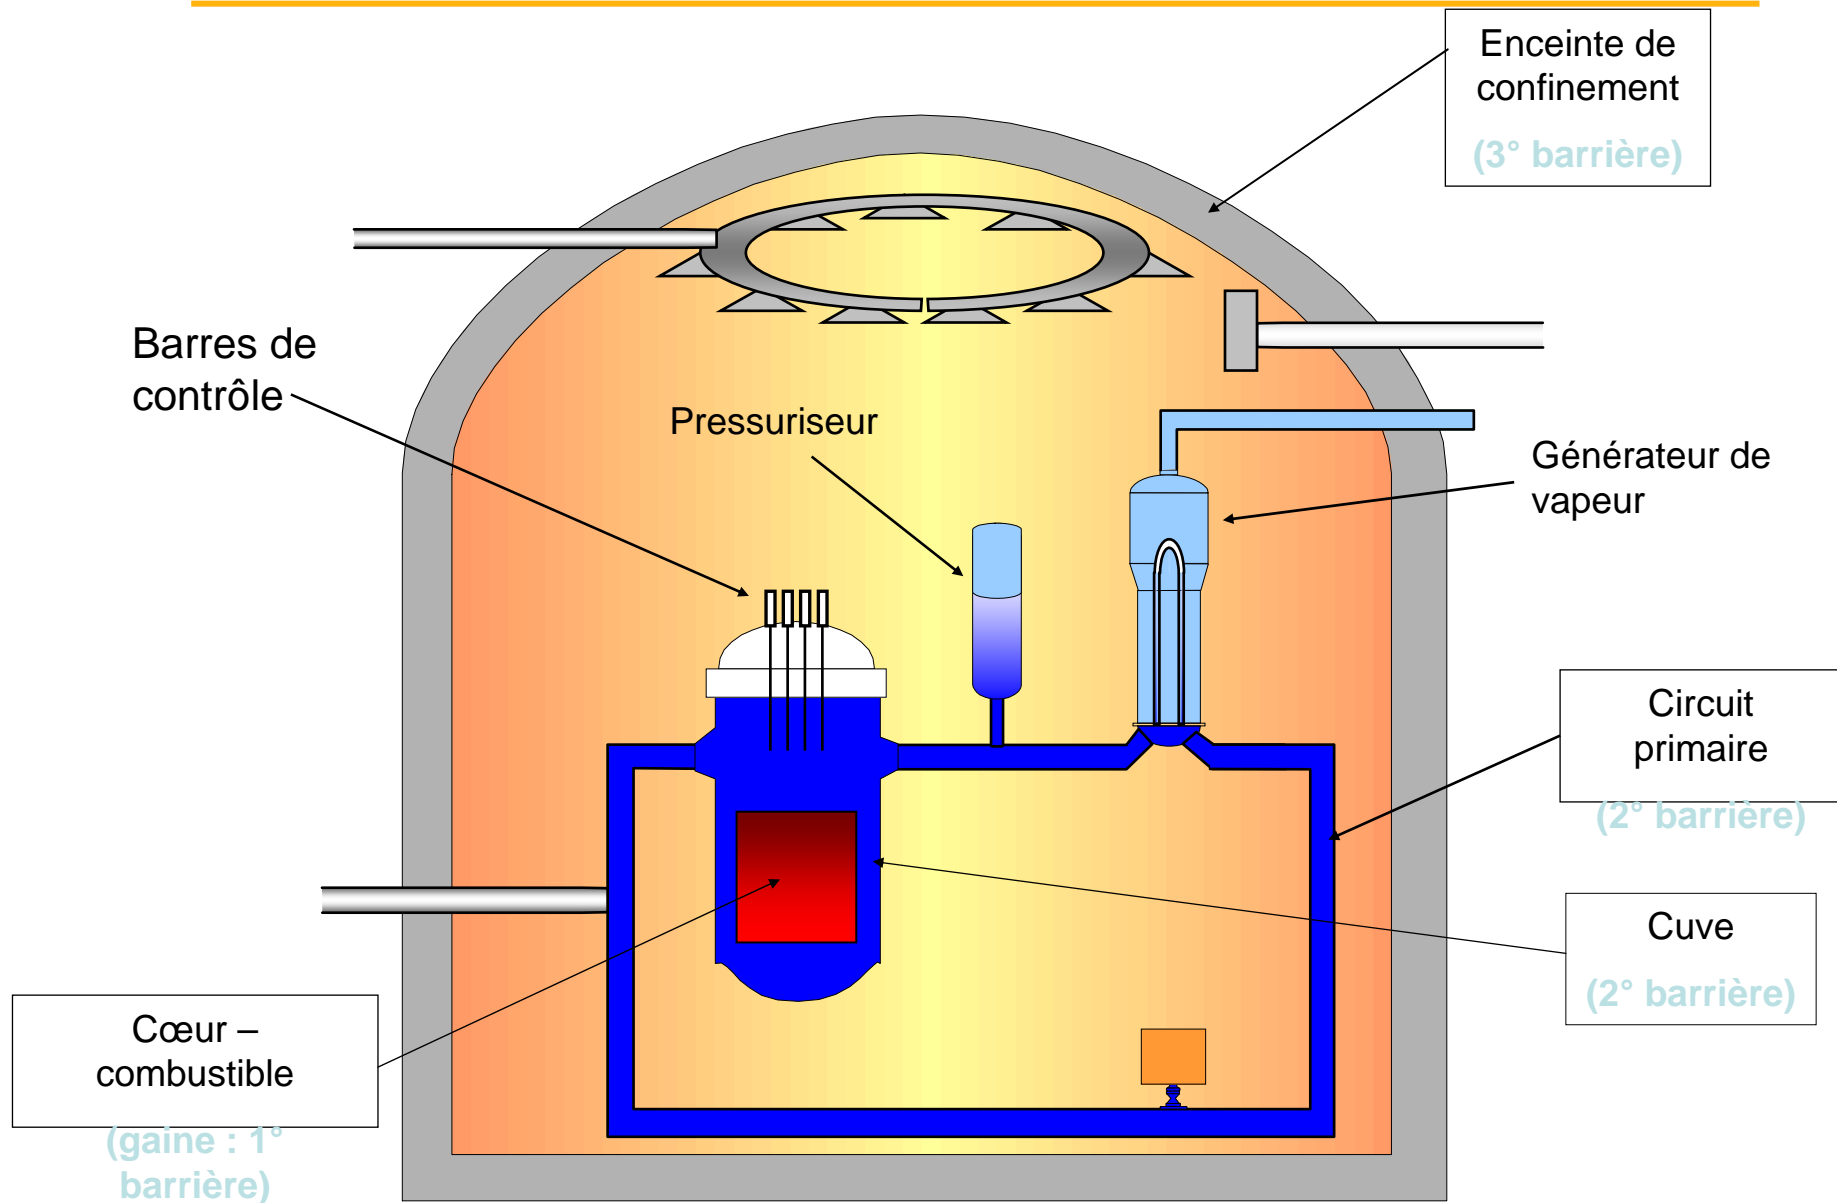 Enceinte de
confinement
(3° barrière)
Barres de
contrôle
Pressuriseur
Générateur de
vapeur
Circuit
primaire
(2° barrière)
Cuve
(2° barrière)
Cœur –
combustible
(gaine : 1°
barrière)